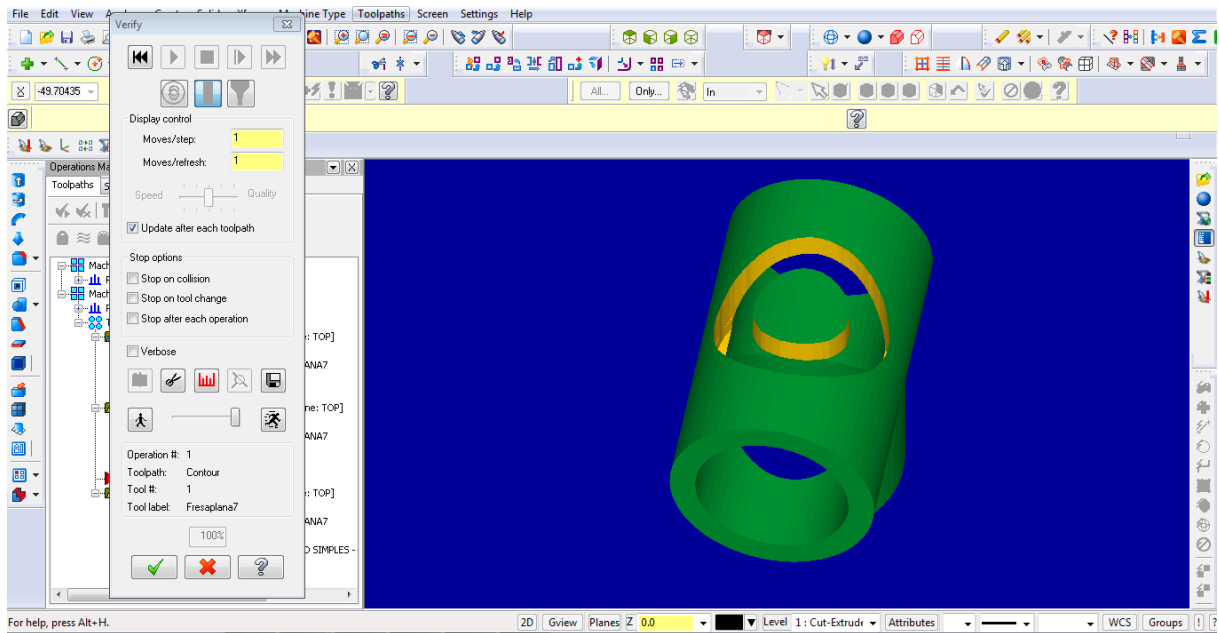 File Edit View Machine Type Toolpaths Screen Settings Help
Verify
-49.70435
All... Only... In
Display control
Moves/step: 1
Moves/refresh: 1
Speed Quality
Update after each toolpath
Operations Ma
Toolpaths S
Stop options
Stop on collision
Stop on tool change
Stop after each operation
Mach
Mach
: TOP]
Verbose
ANA7
ne: TOP]
ANA7
Operation #: 1
Toolpath: Contour
Tool #: 1
Tool label: Fresaplana7
: TOP]
ANA7
100%
O SIMPLES -
For help, press Alt+H.
2D Gview Planes Z 0.0 Level 1 : Cut-Extrude Attributes WCS Groups ! ?